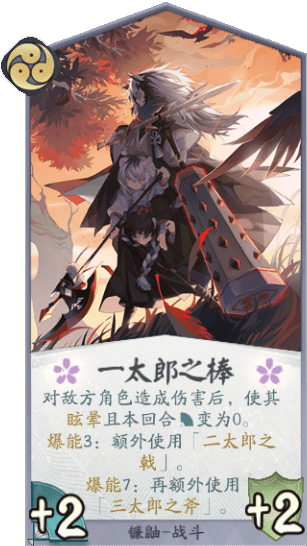 一太郎之棒
对敌方角色造成伤害后，使其
眩晕且本回合变为0。
爆能3：额外使用「二太郎之
戟」。
爆能7：再额外使用
「三太郎之斧」。
+2
+2
镰鼬-战斗